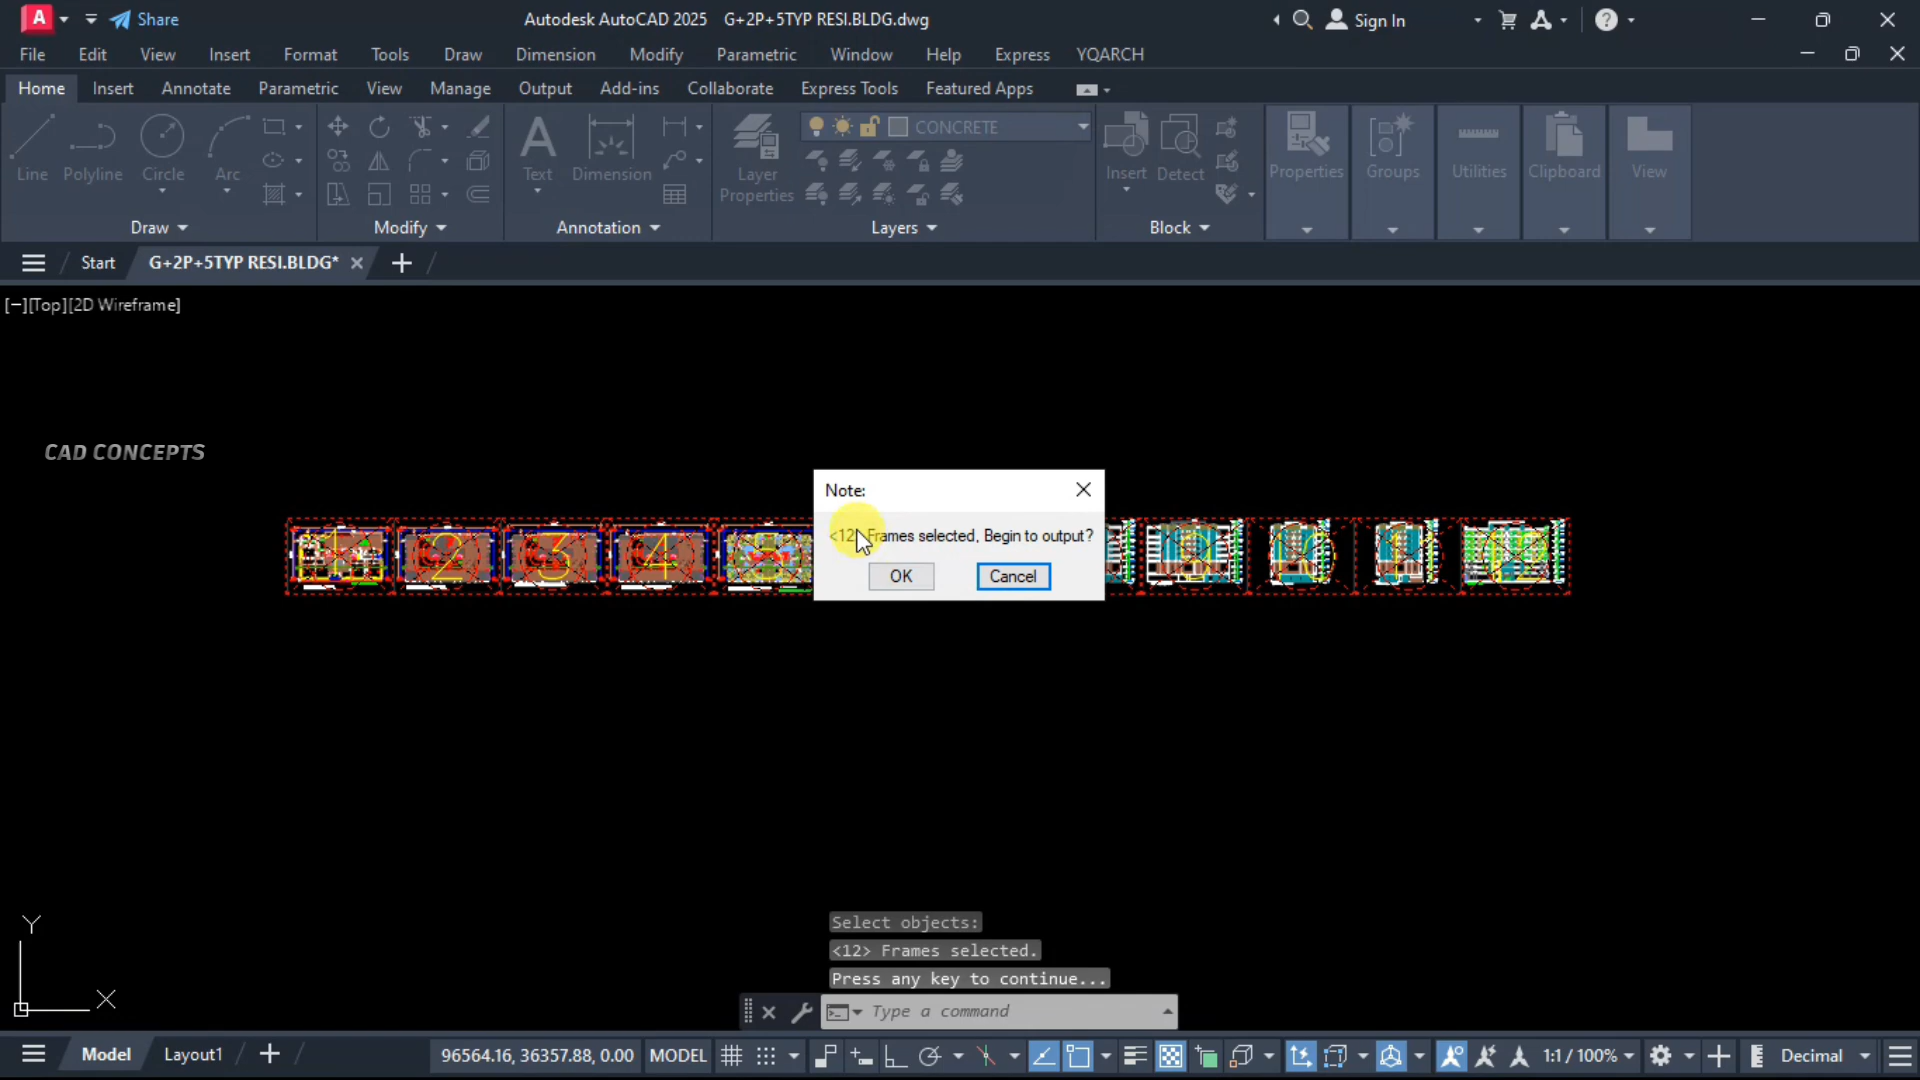 A Share Autodesk AutoCAD 2025 G+2P+5TYP RESI.BLDG.dwg Sign In
File Edit View Insert Format Tools Draw Dimension Modify Parametric Window Help Express YQARCH
Home Insert Annotate Parametric View Manage Output Add-ins Collaborate Express Tools Featured Apps
CONCRETE
Line Polyline Circle Arc Text Dimension Layer Properties Insert Detect Properties Groups Utilities Clipboard View
Draw Modify Annotation Layers Block
Start G+2P+5TYP RESI.BLDG*
[−][Top][2D Wireframe]
CAD CONCEPTS
Note:
<12> Frames selected, Begin to output?
OK Cancel
1 2 3 4
Select objects:
<12> Frames selected.
Press any key to continue...
Type a command
Y
X
Model Layout1 96564.16, 36357.88, 0.00 MODEL 1:1 / 100% Decimal